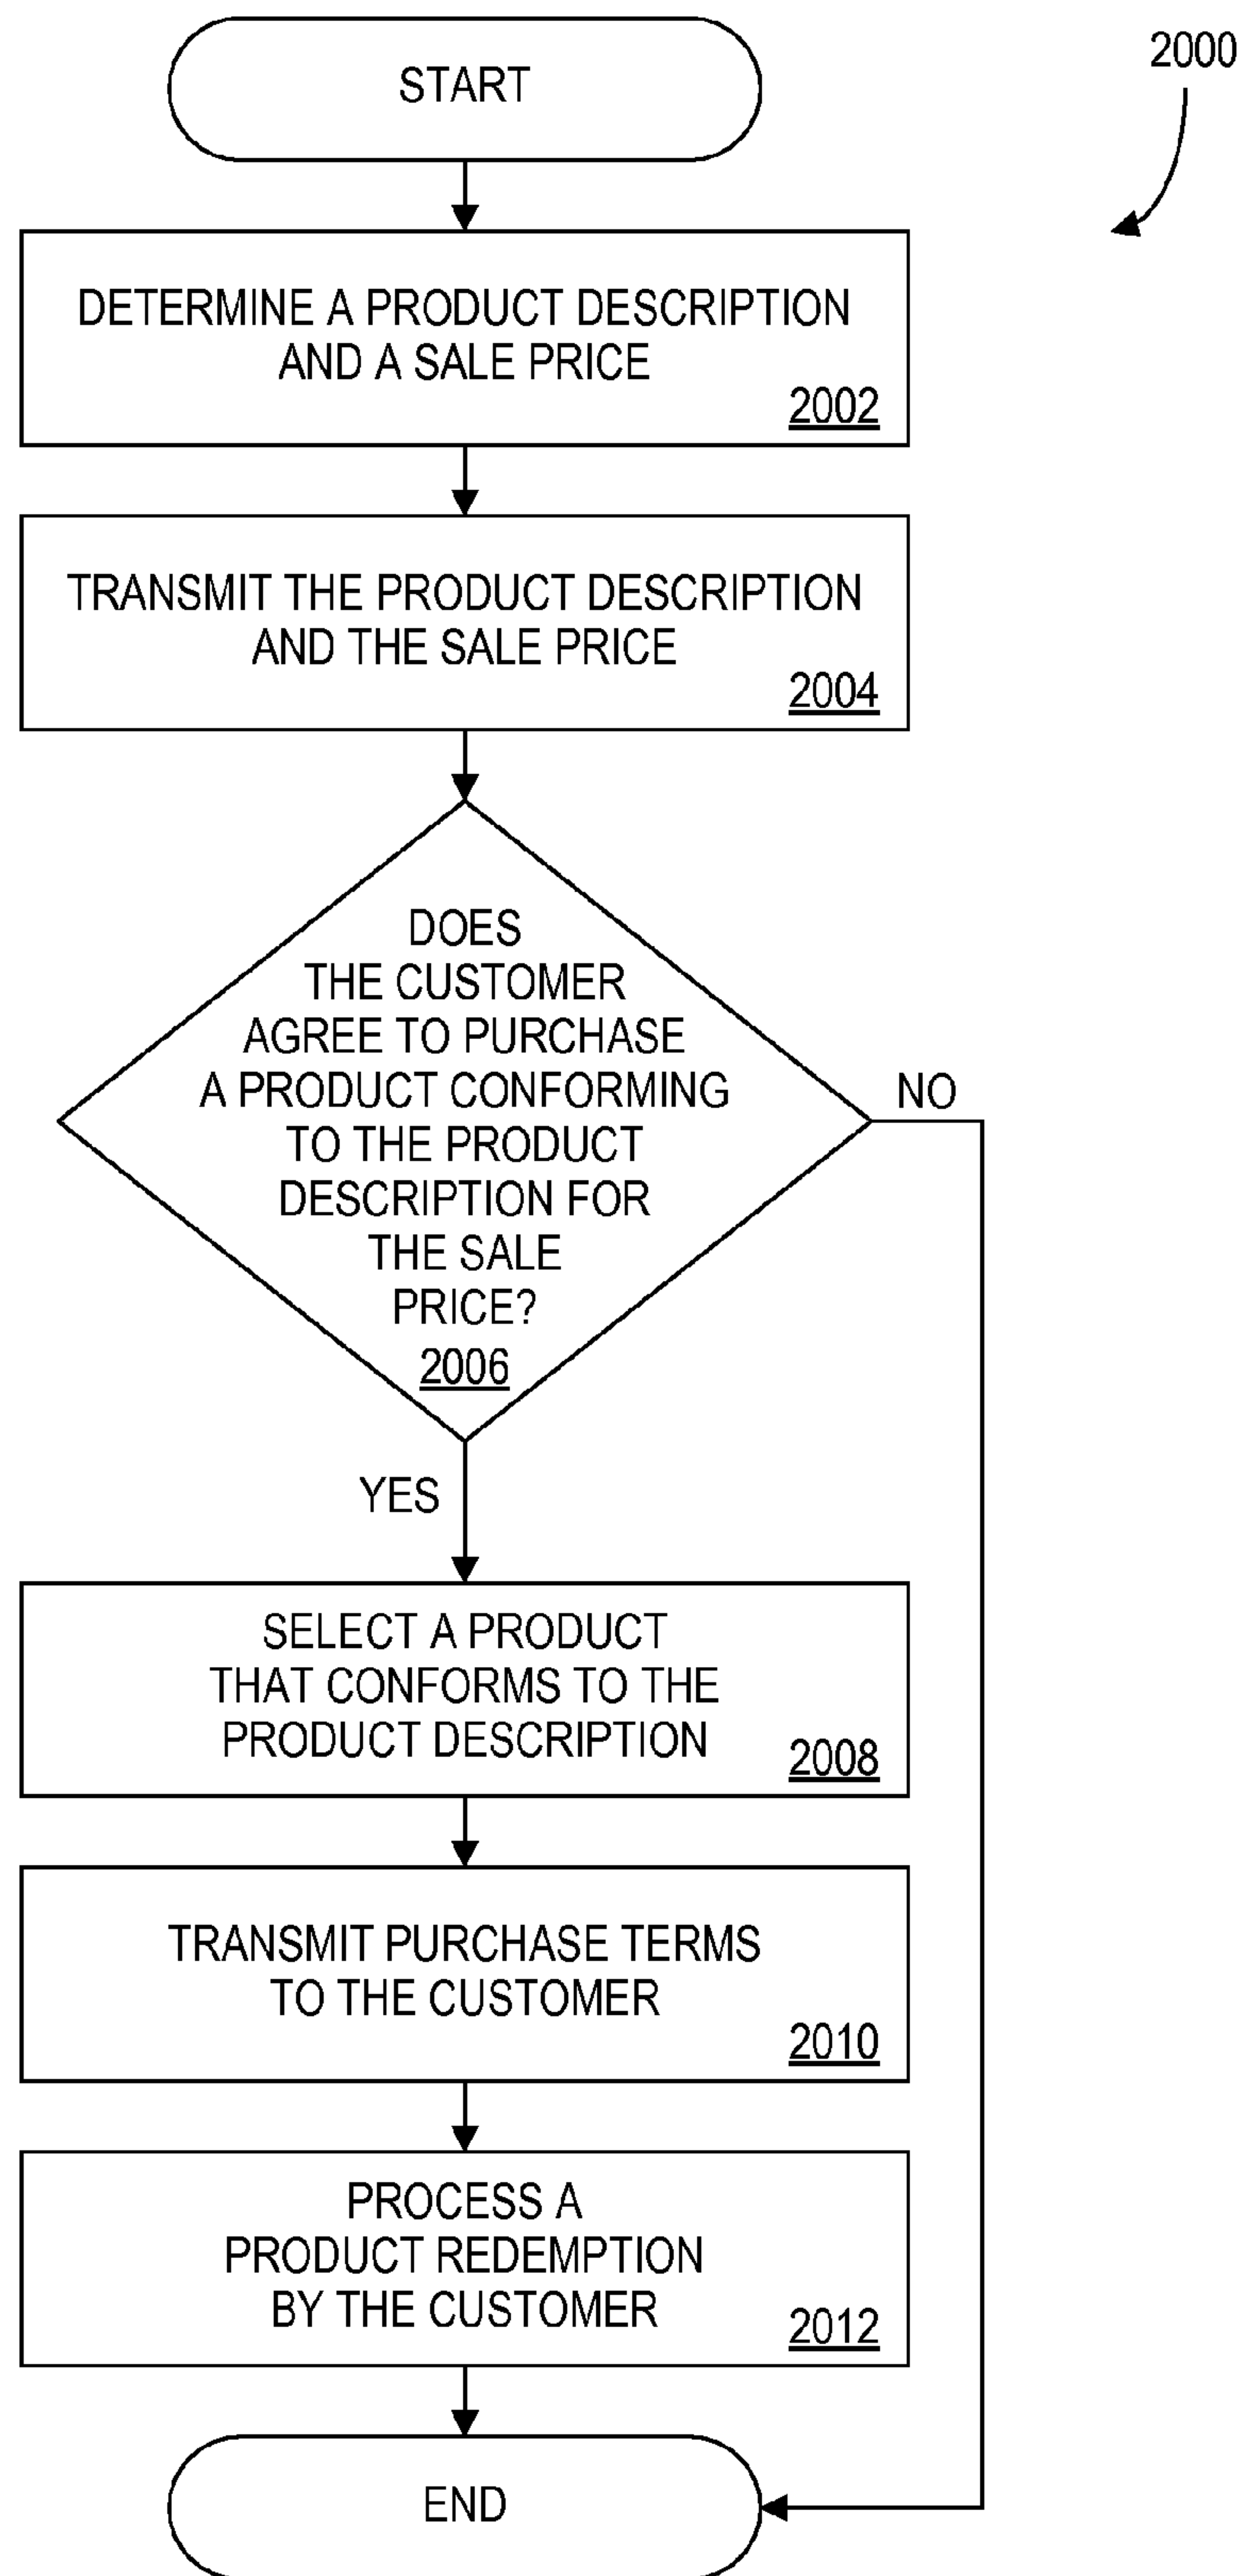 START
2000
DETERMINE A PRODUCT DESCRIPTION
AND A SALE PRICE
2002
TRANSMIT THE PRODUCT DESCRIPTION
AND THE SALE PRICE
2004
DOES
THE CUSTOMER
AGREE TO PURCHASE
A PRODUCT CONFORMING
TO THE PRODUCT
DESCRIPTION FOR
THE SALE
PRICE?
2006
NO
YES
SELECT A PRODUCT
THAT CONFORMS TO THE
PRODUCT DESCRIPTION
2008
TRANSMIT PURCHASE TERMS
TO THE CUSTOMER
2010
PROCESS A
PRODUCT REDEMPTION
BY THE CUSTOMER
2012
END